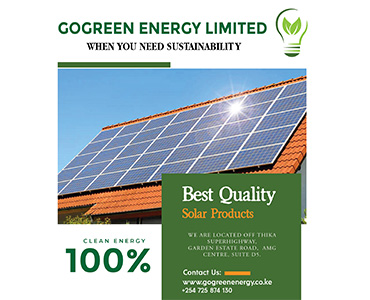 GOGREEN ENERGY LIMITED
WHEN YOU NEED SUSTAINABILITY
CLEAN ENERGY
100%
Best Quality
Solar Products
WE ARE LOCATED OFF THIKA
SUPERHIGHWAY,
GARDEN ESTATE ROAD, AMG
CENTRE, SUITE D5.
Contact Us:
www.gogreenenergy.co.ke
+254 725 874 130